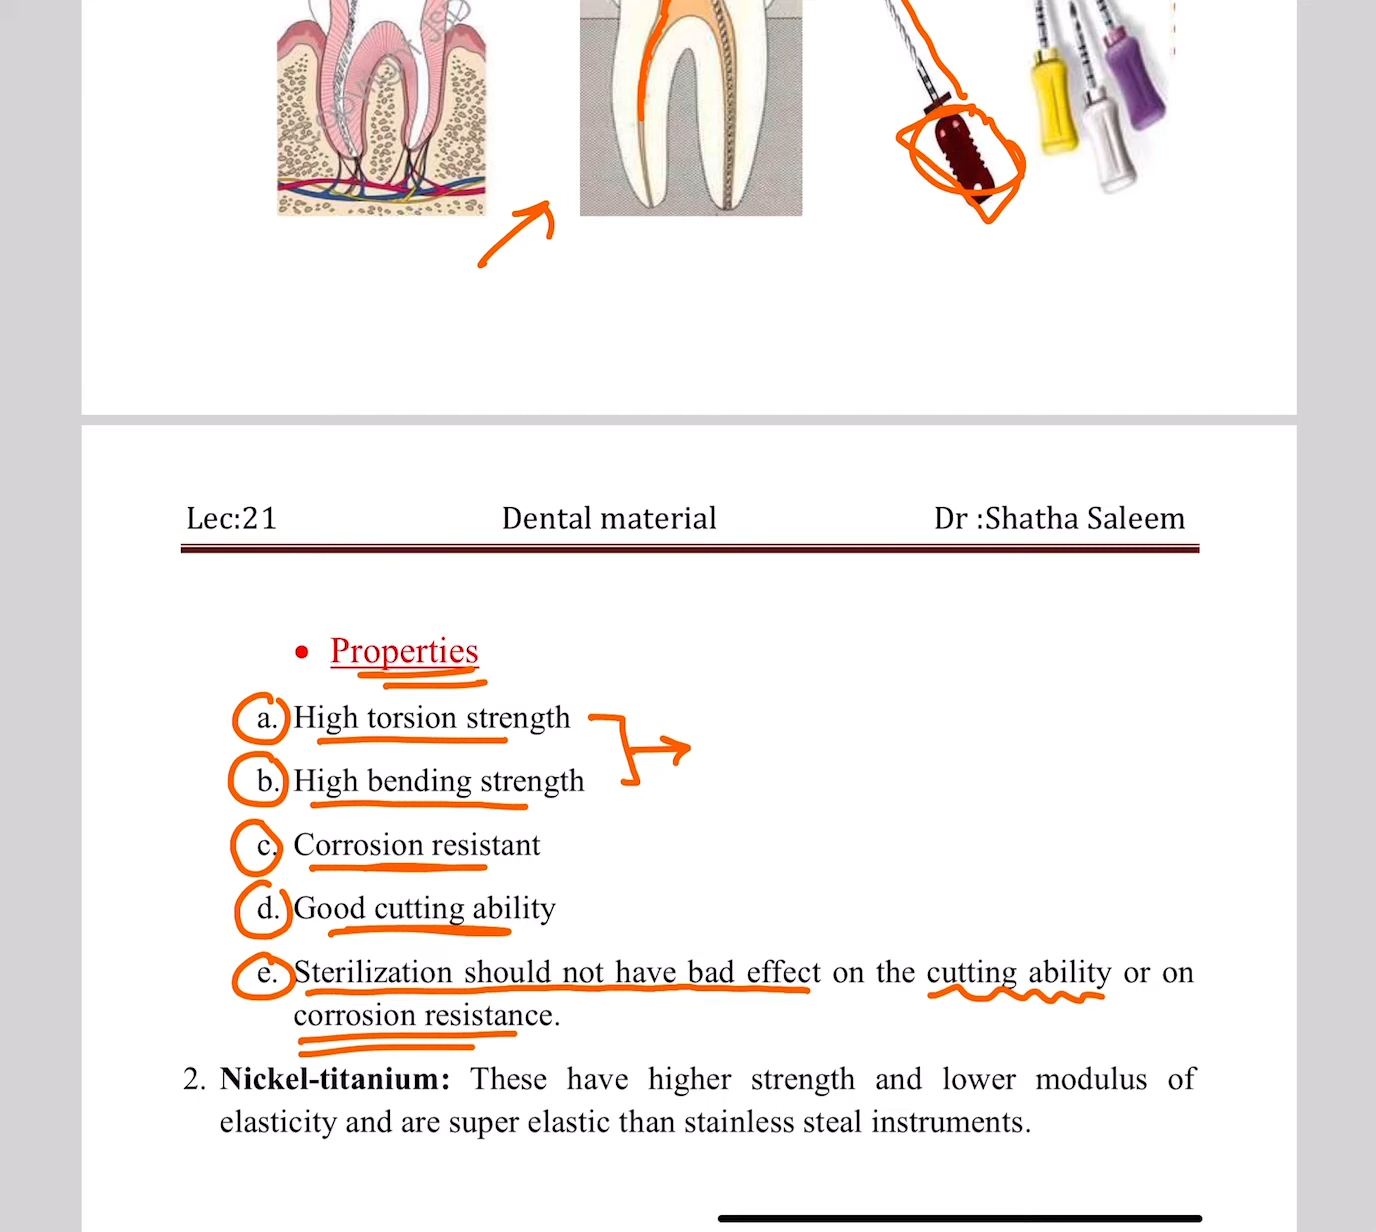 Lec:21 Dental material Dr :Shatha Saleem
• Properties
a. High torsion strength
b. High bending strength
c. Corrosion resistant
d. Good cutting ability
e. Sterilization should not have bad effect on the cutting ability or on
corrosion resistance.
2. Nickel-titanium: These have higher strength and lower modulus of
elasticity and are super elastic than stainless steal instruments.